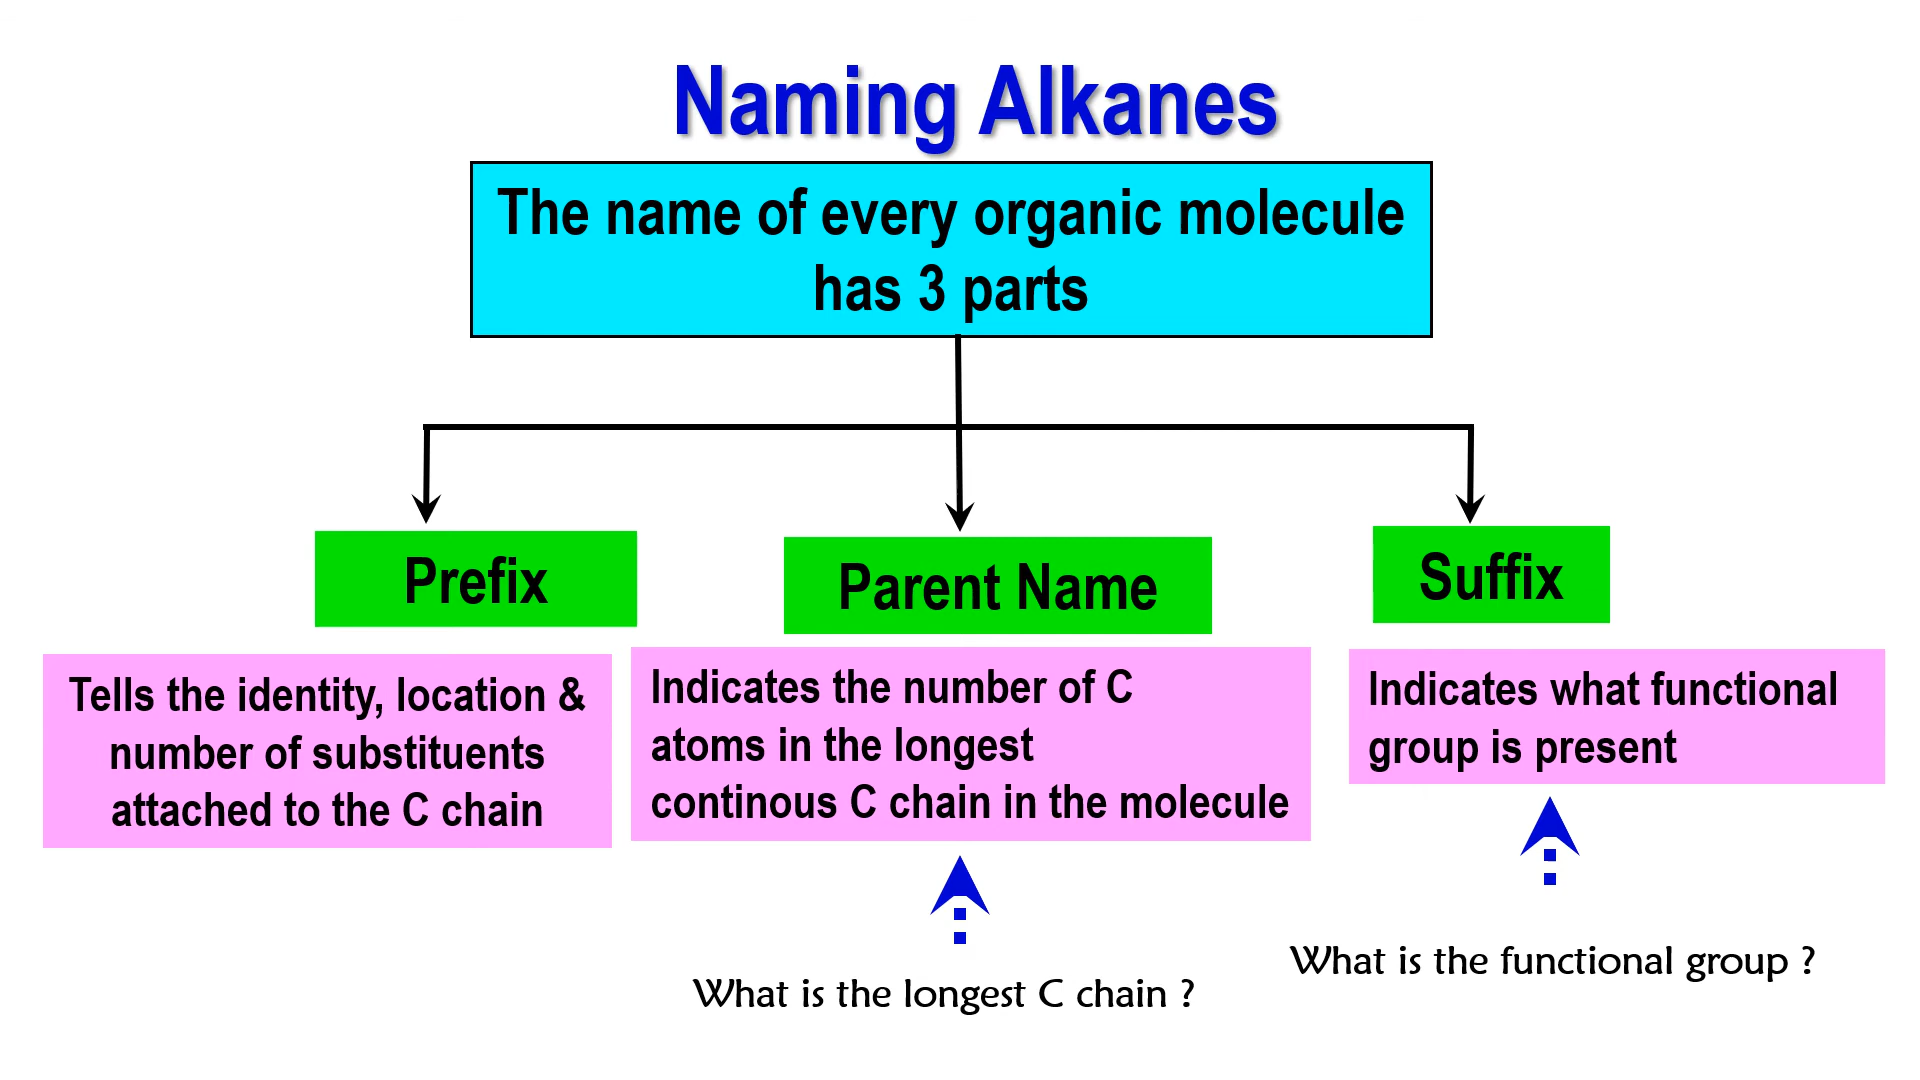 Naming Alkanes
The name of every organic molecule
has 3 parts
Prefix
Parent Name
Suffix
Tells the identity, location &
number of substituents
attached to the C chain
Indicates the number of C
atoms in the longest
continous C chain in the molecule
Indicates what functional
group is present
What is the longest C chain ?
What is the functional group ?